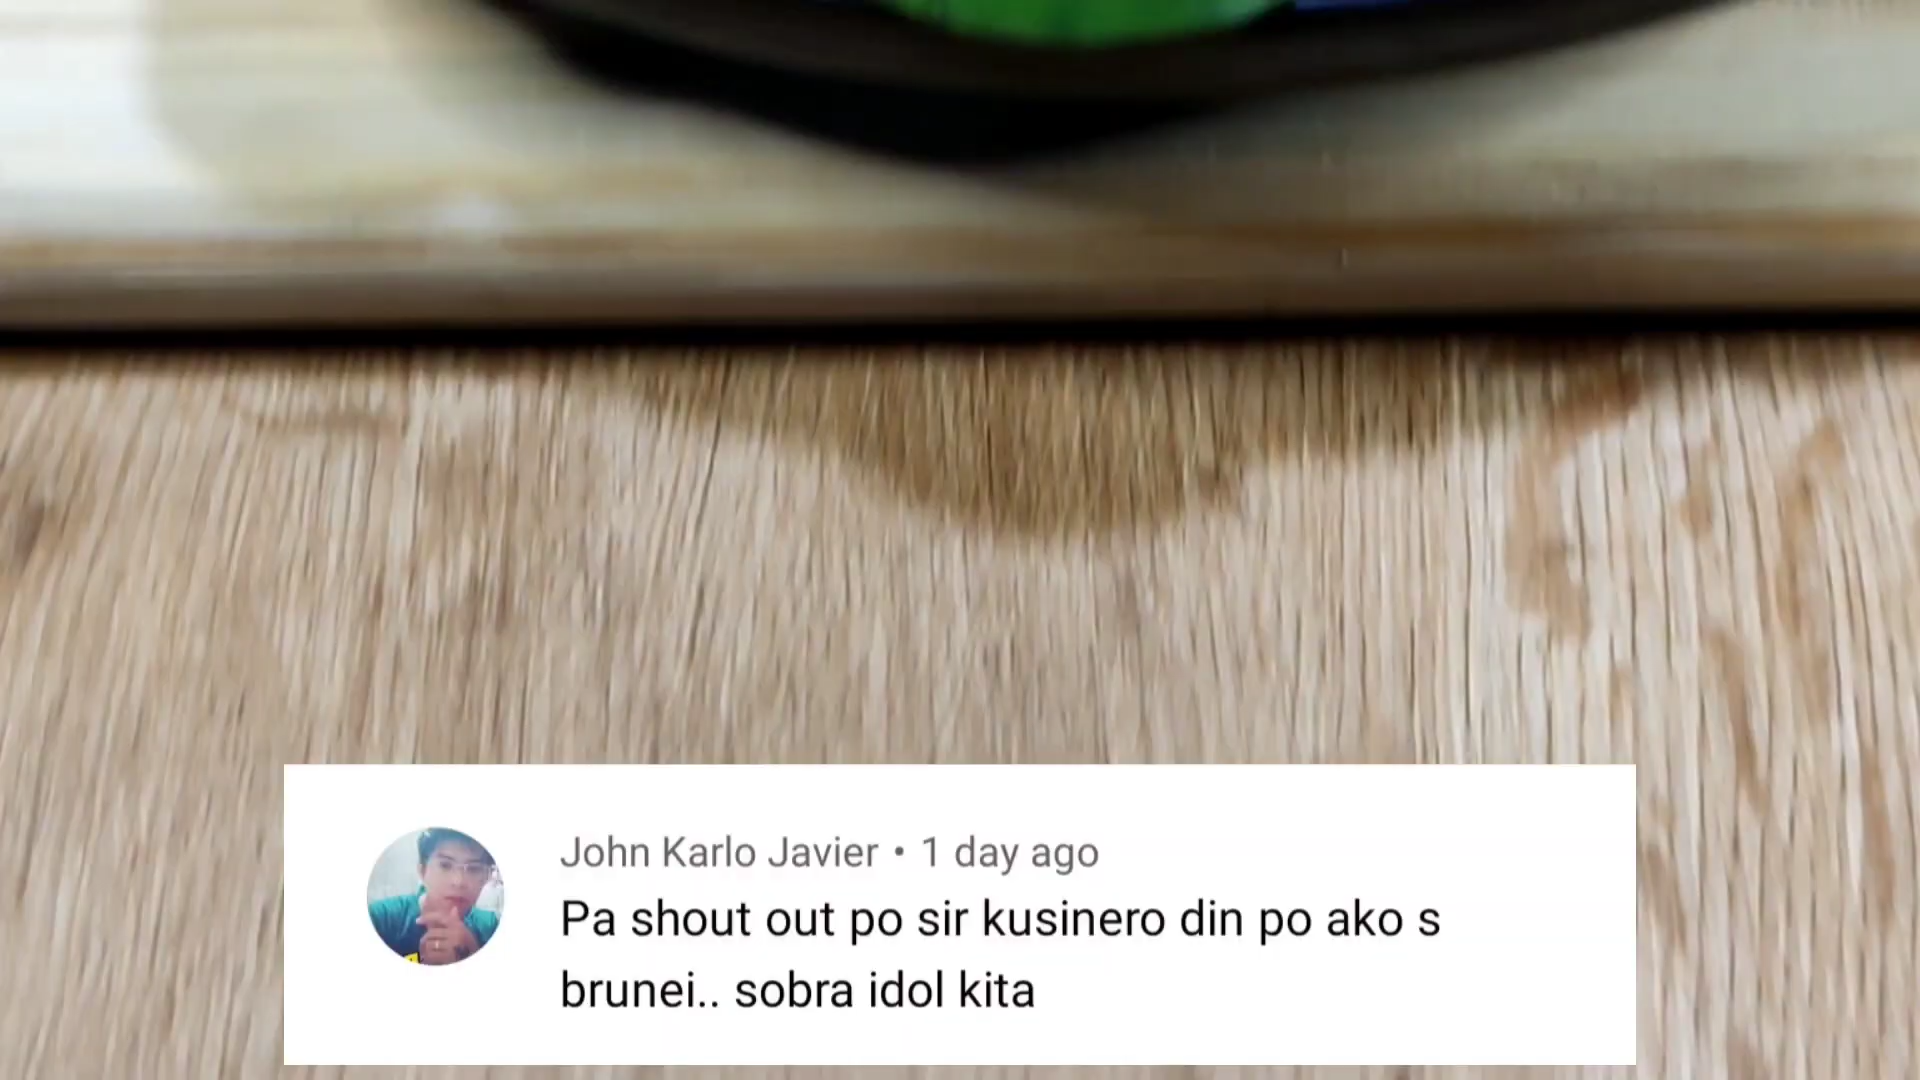 John Karlo Javier • 1 day ago
Pa shout out po sir kusinero din po ako s
brunei.. sobra idol kita